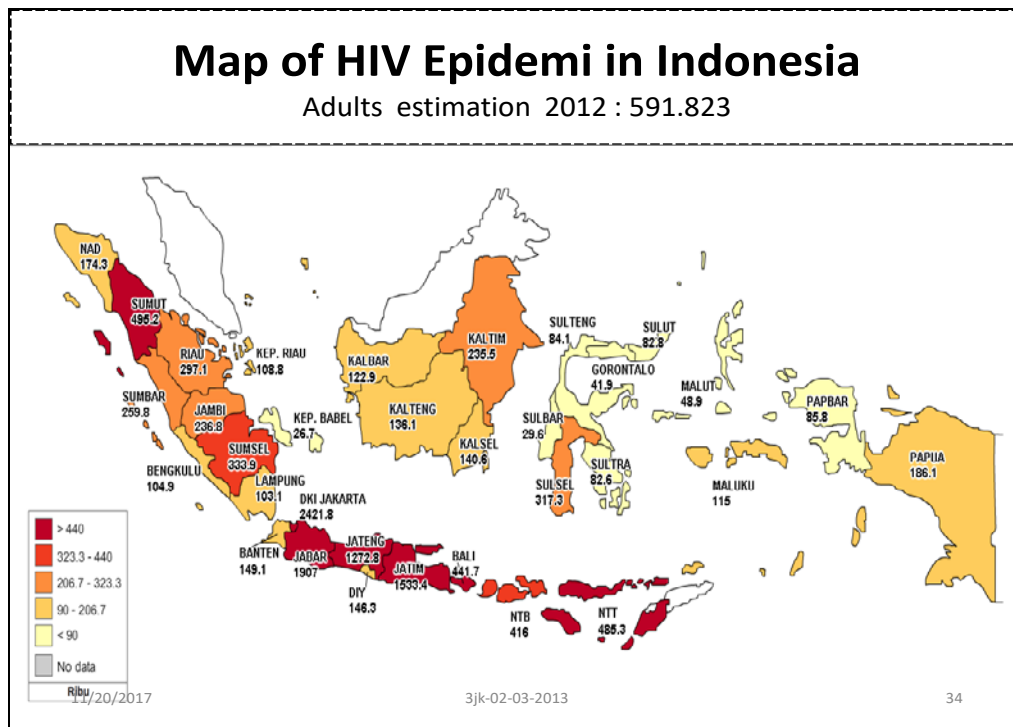 Map of HIV Epidemi in Indonesia
Adults estimation 2012 : 591.823
NAD
174.3
SUMUT
495.2
RIAU
297.1
KEP. RIAU
108.8
SUMBAR
259.8
JAMBI
236.8
KEP. BABEL
26.7
SUMSEL
333.9
BENGKULU
104.9
LAMPUNG
103.1
DKI JAKARTA
2421.8
BANTEN
149.1
JABAR
1907
JATENG
1272.8
DIY
146.3
JATIM
1533.4
BALI
441.7
NTB
416
NTT
485.3
KALBAR
122.9
KALTENG
136.1
KALTIM
235.5
KALSEL
140.6
SULTENG
84.1
SULUT
82.8
GORONTALO
41.9
SULBAR
29.6
SULSEL
317.3
SULTRA
82.6
MALUT
48.9
MALUKU
115
PAPBAR
85.8
PAPUA
186.1
> 440
323.3 - 440
206.7 - 323.3
90 - 206.7
< 90
No data
Ribu
11/20/2017
3jk-02-03-2013
34